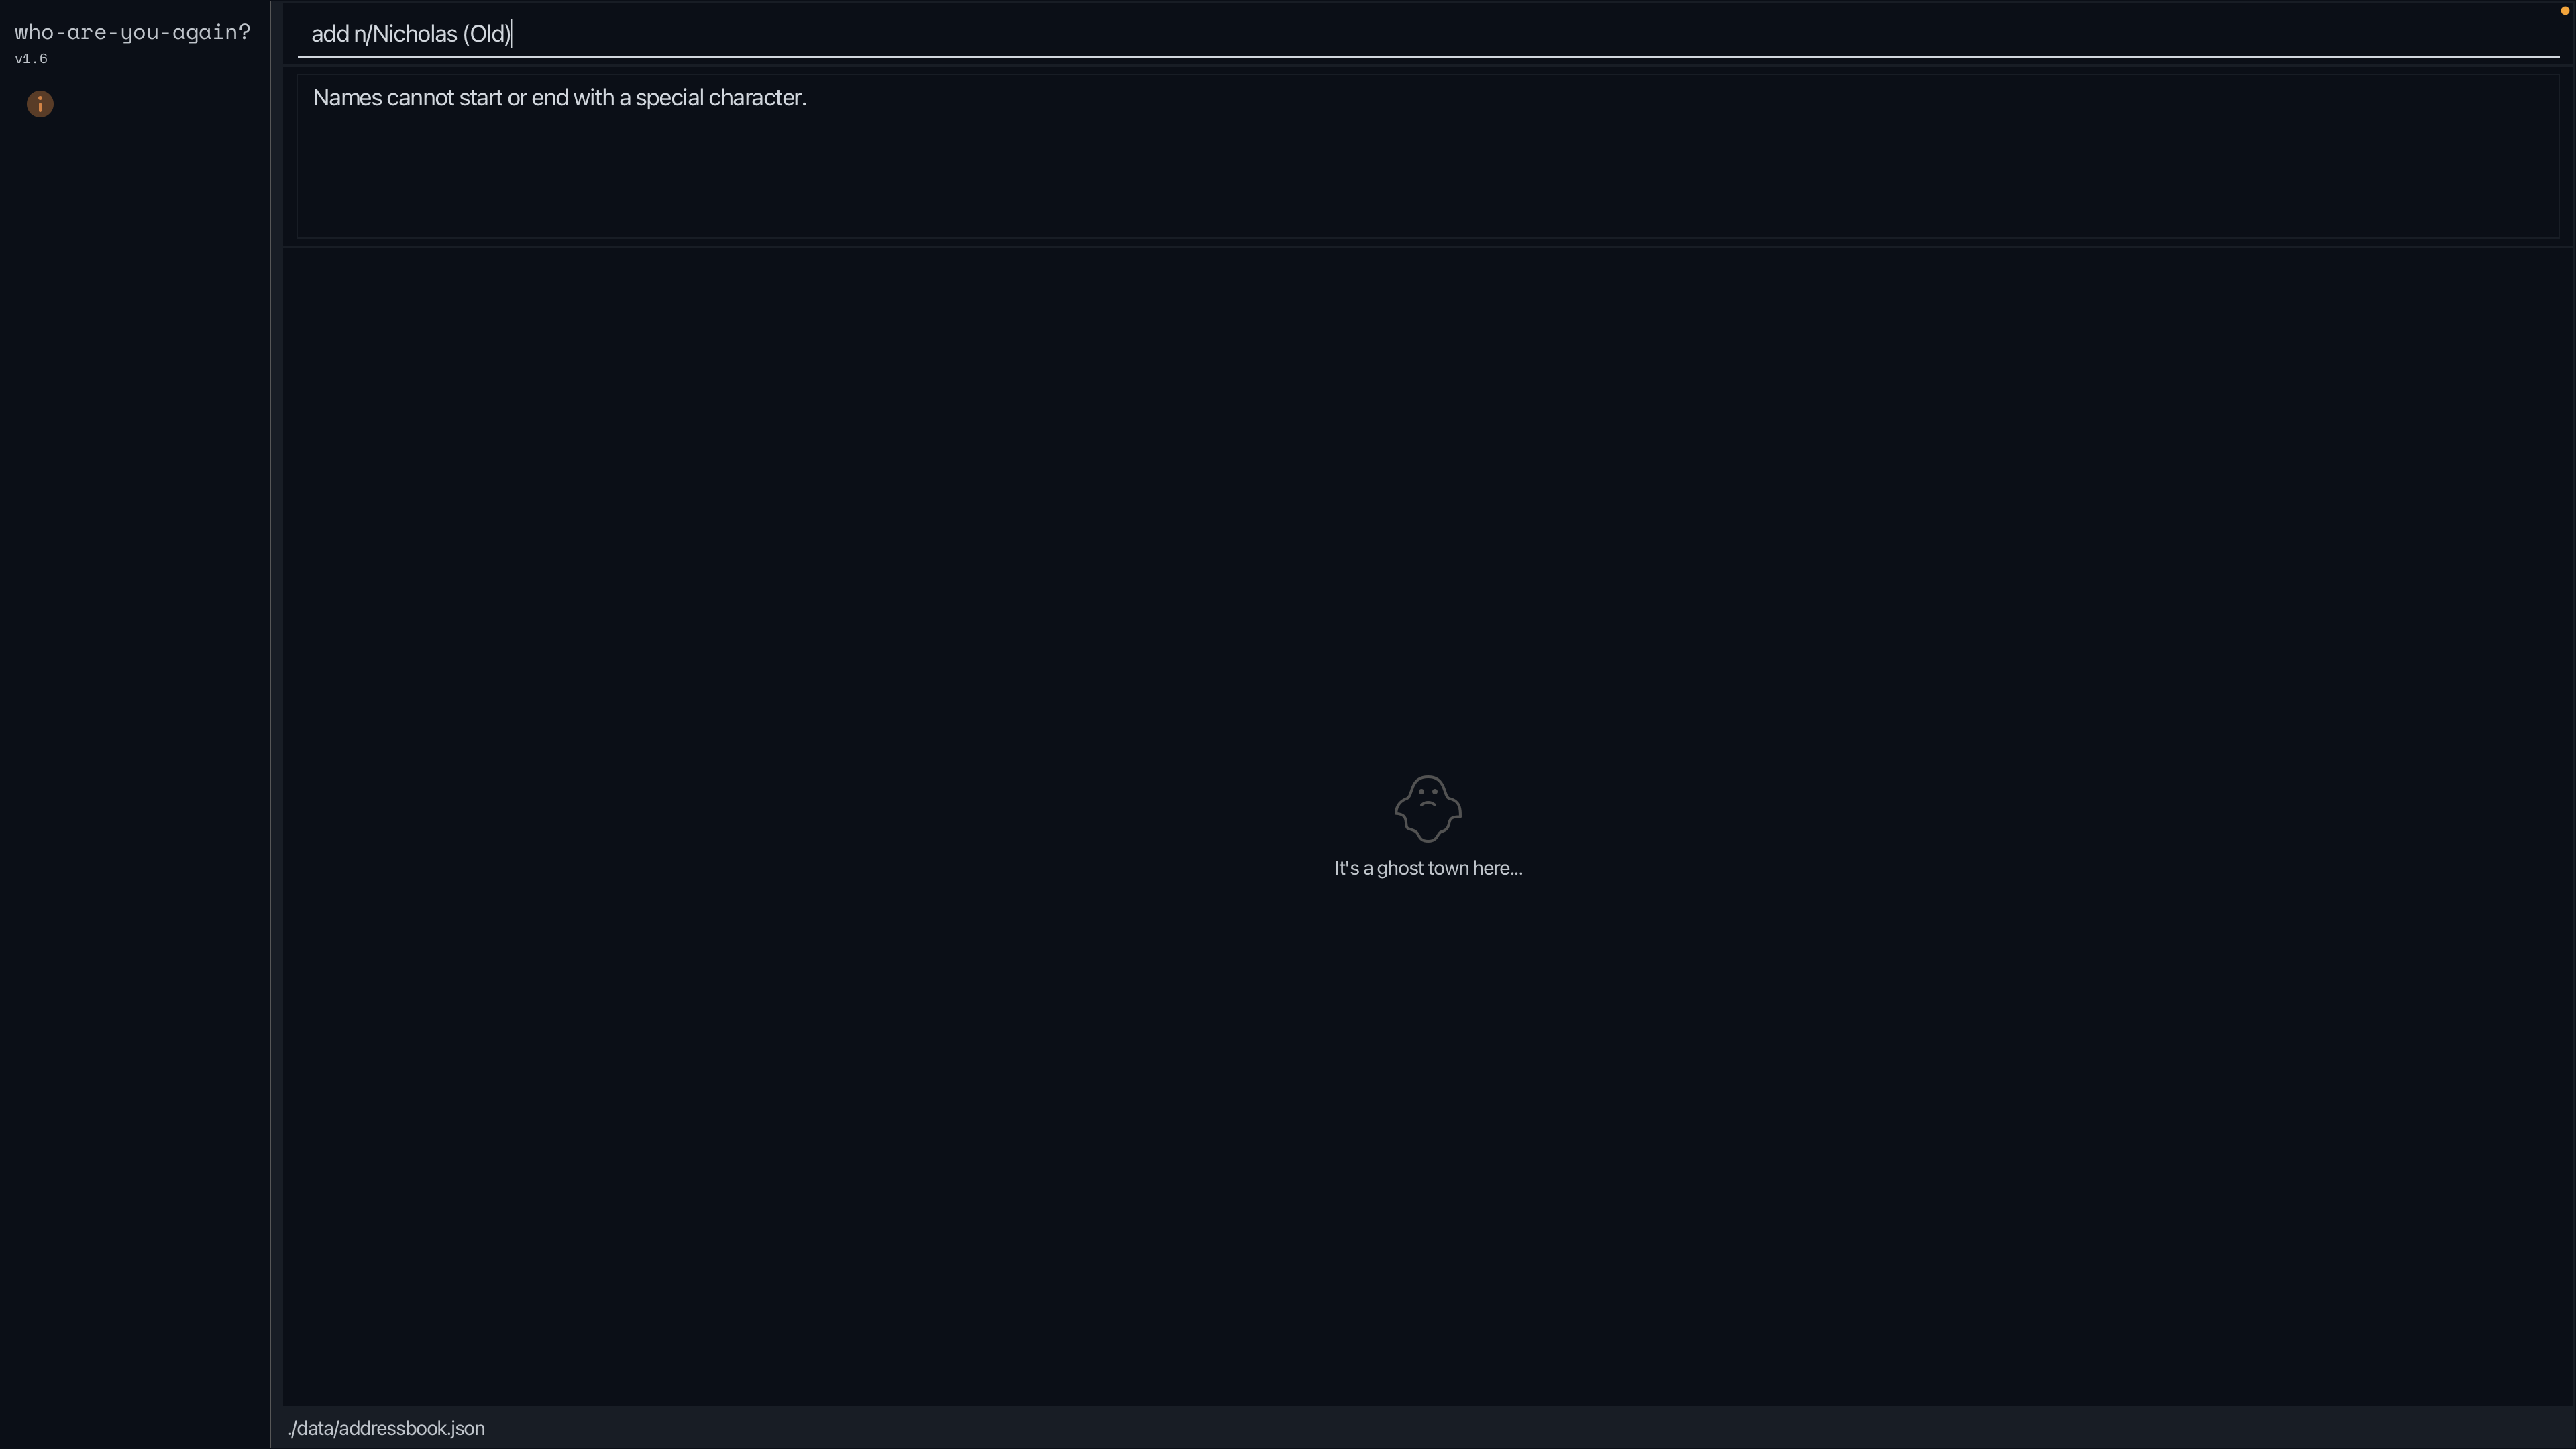 who-are-you-again?
v1.6
add n/Nicholas (Old)
Names cannot start or end with a special character.
It's a ghost town here...
./data/addressbook.json